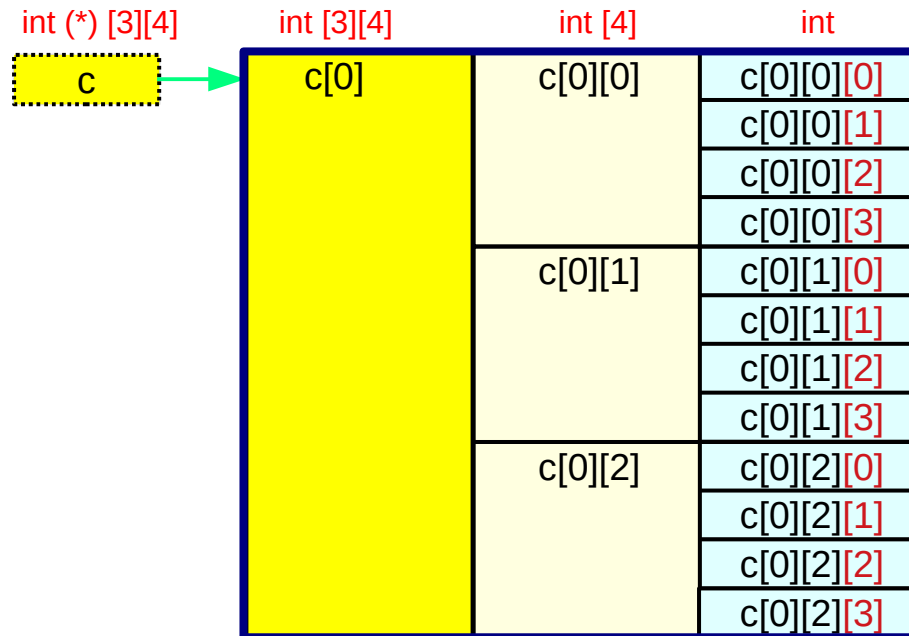 int (*) [3][4] int [3][4] int [4] int
c c[0] c[0][0] c[0][0][0]
c[0][0][1]
c[0][0][2]
c[0][0][3]
c[0][1] c[0][1][0]
c[0][1][1]
c[0][1][2]
c[0][1][3]
c[0][2] c[0][2][0]
c[0][2][1]
c[0][2][2]
c[0][2][3]